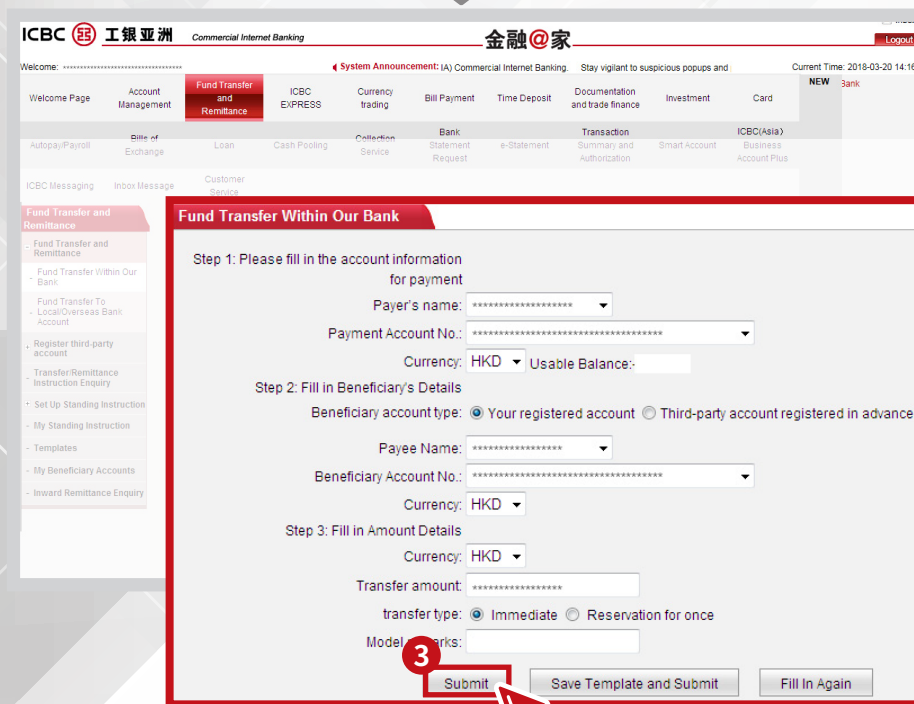 ICBC 工银亚洲 Commercial Internet Banking 金融@家
Logout
Welcome: ********************************** System Announcement: IA) Commercial Internet Banking. Stay vigilant to suspicious popups and Current Time: 2018-03-20 14:16
Welcome Page
Account Management
Fund Transfer and Remittance
ICBC EXPRESS
Currency trading
Bill Payment
Time Deposit
Documentation and trade finance
Investment
Card
NEW
Bank
Autopay/Payroll
Bills of Exchange
Loan
Cash Pooling
Collection Service
Bank Statement Request
e-Statement
Transaction Summary and Authorization
Smart Account
ICBC(Asia) Business Account Plus
ICBC Messaging
Inbox Message
Customer Service
Fund Transfer and
Remittance
- Fund Transfer and
Remittance
- Fund Transfer Within Our
Bank
Fund Transfer To
- Local/Overseas Bank
Account
- Register third-party
account
- Transfer/Remittance
Instruction Enquiry
+ Set Up Standing Instruction
- My Standing Instruction
- Templates
- My Beneficiary Accounts
- Inward Remittance Enquiry
Fund Transfer Within Our Bank
Step 1: Please fill in the account information
for payment
Payer's name: *******************
Payment Account No.: ************************************
Currency: HKD Usable Balance:-
Step 2: Fill in Beneficiary's Details
Beneficiary account type: Your registered account Third-party account registered in advance
Payee Name: *****************
Beneficiary Account No.: ************************************
Currency: HKD
Step 3: Fill in Amount Details
Currency: HKD
Transfer amount: *****************
transfer type: Immediate Reservation for once
Model
3
Submit Save Template and Submit Fill In Again